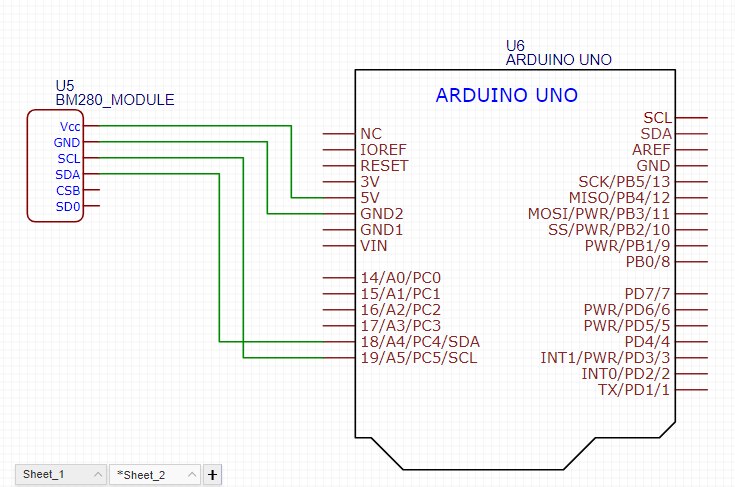 U5
BM280_MODULE
Vcc
GND
SCL
SDA
CSB
SD0
U6
ARDUINO UNO
ARDUINO UNO
NC
IOREF
RESET
3V
5V
GND2
GND1
VIN
14/A0/PC0
15/A1/PC1
16/A2/PC2
17/A3/PC3
18/A4/PC4/SDA
19/A5/PC5/SCL
SCL
SDA
AREF
GND
SCK/PB5/13
MISO/PB4/12
MOSI/PWR/PB3/11
SS/PWR/PB2/10
PWR/PB1/9
PB0/8
PD7/7
PWR/PD6/6
PWR/PD5/5
PD4/4
INT1/PWR/PD3/3
INT0/PD2/2
TX/PD1/1
Sheet_1
*Sheet_2
+